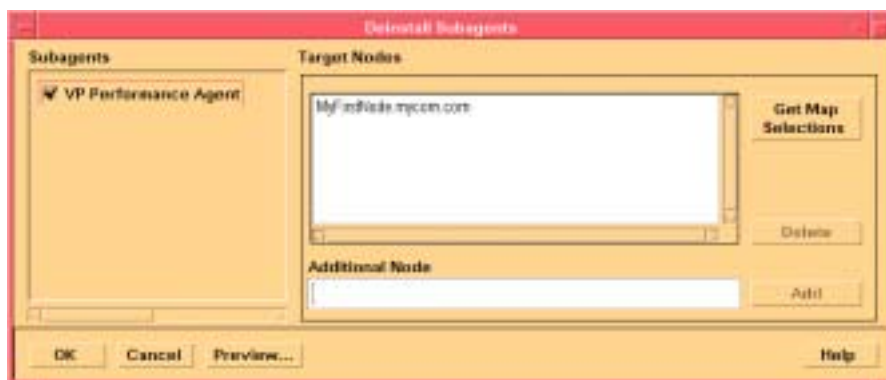 Deinstall Subagents
Subagents
Target Nodes
VP Performance Agent
MyFirstNode.mycom.com
Get Map
Selections
Delete
Additional Node
Add
OK
Cancel
Preview...
Help